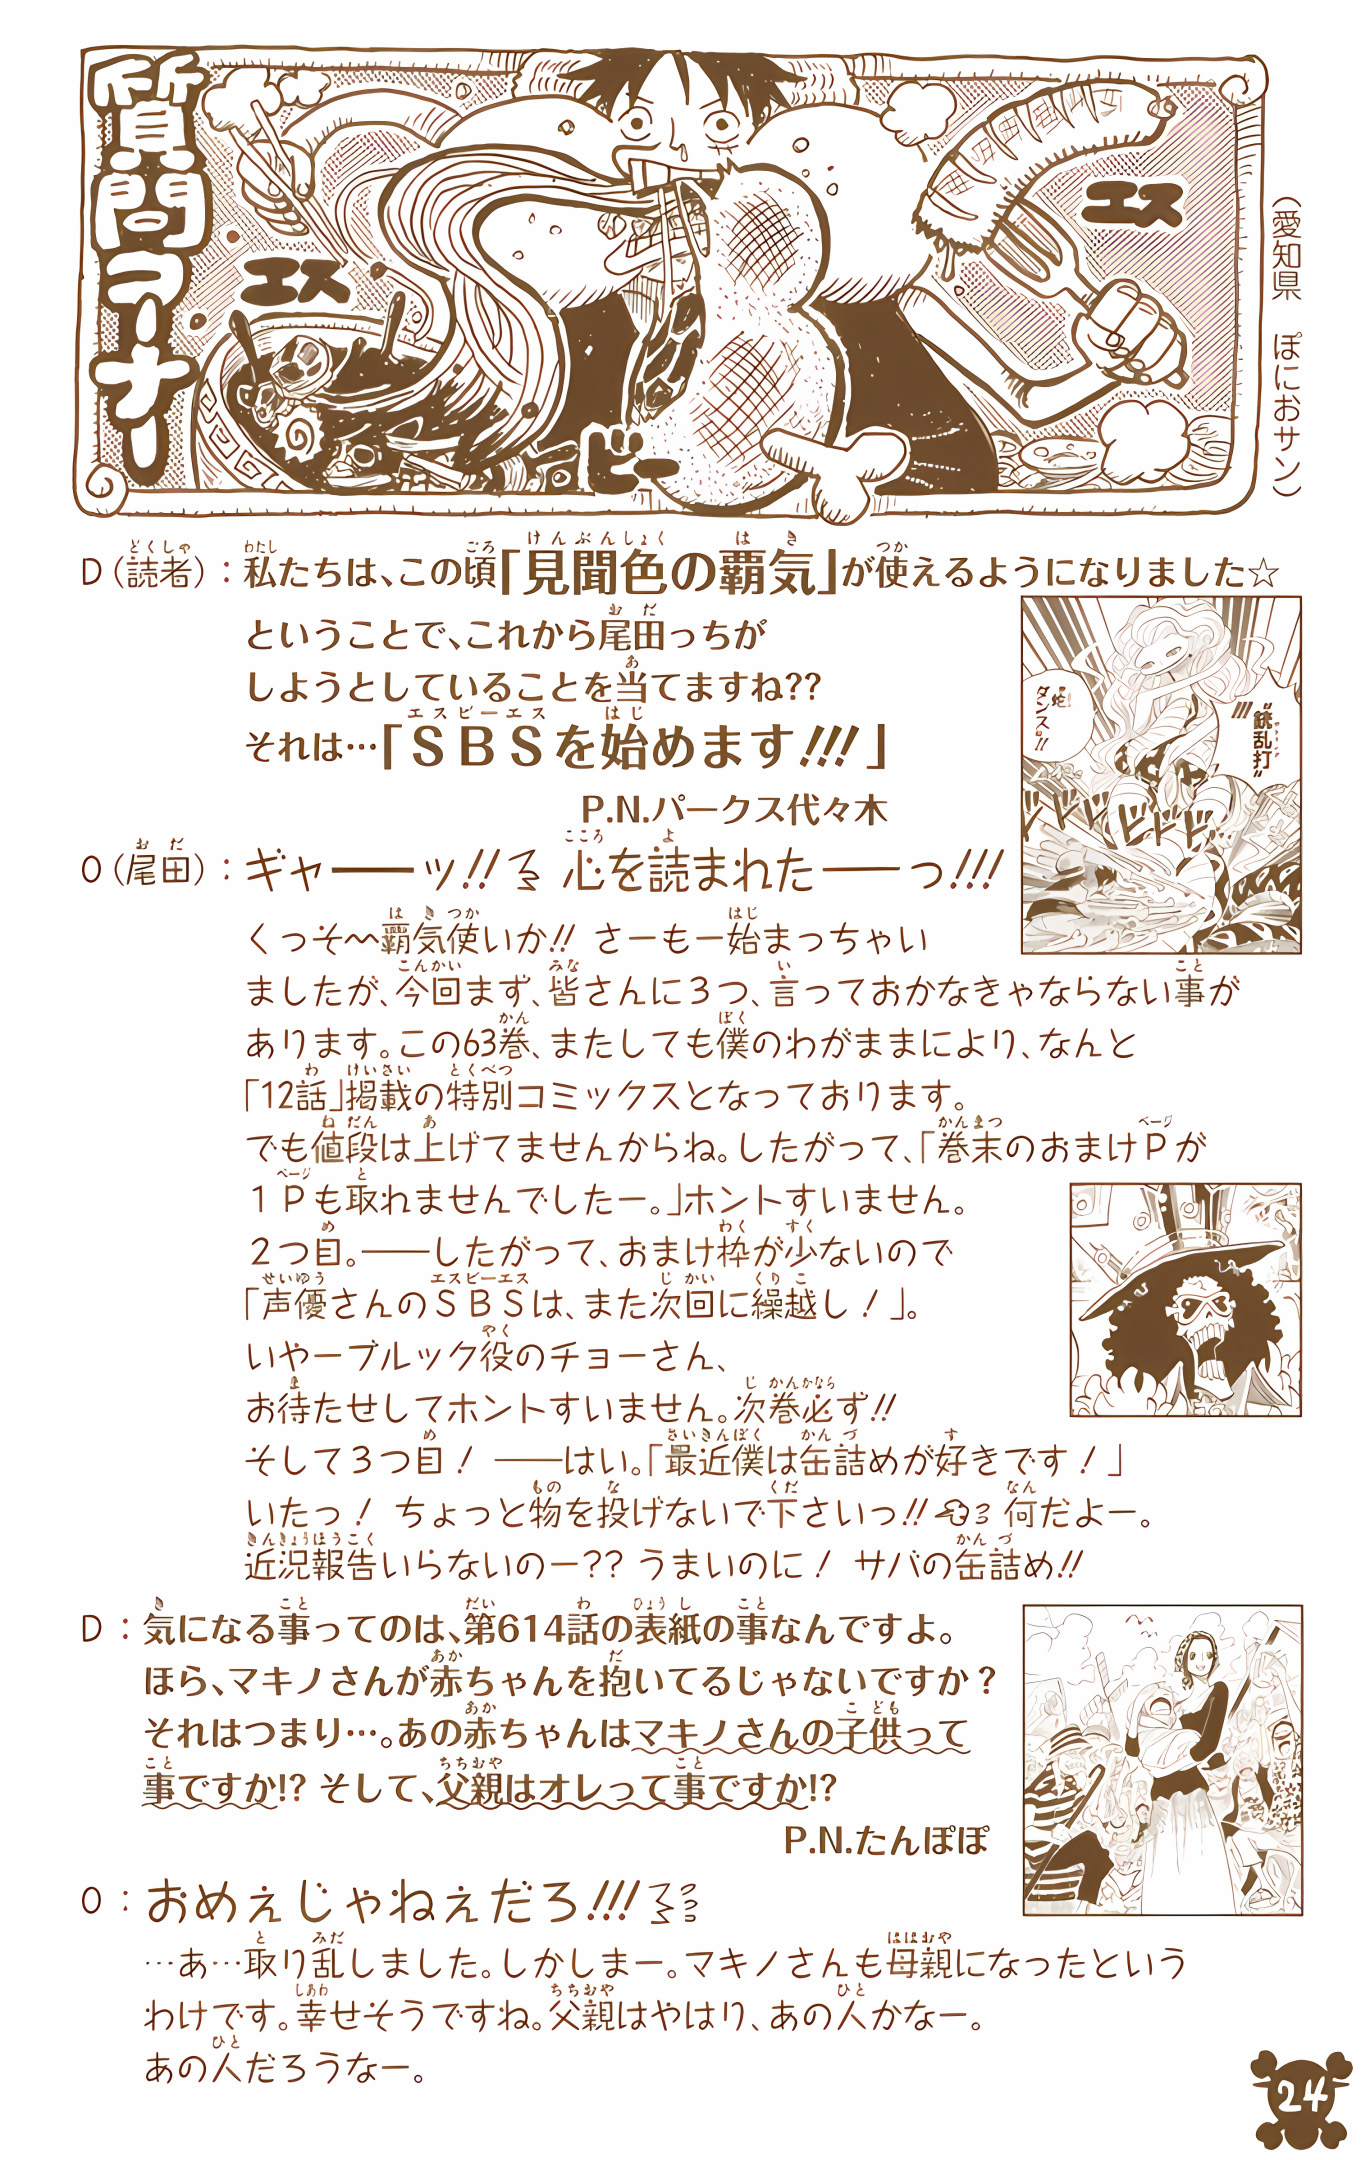 質問コーナー
エス
ビー
エス
(愛知県 ぽにおサン)
D(読者):私たちは、この頃「見聞色の覇気」が使えるようになりました☆
ということで、これから尾田っちが
しようとしていることを当てますね??
それは…「SBSを始めます!!!」
P.N.パークス代々木
蛇ダンス!!
“銃乱打”
ドドドドドド
O(尾田):ギャーーッ!! 心を読まれたーーっ!!!
くっそ〜〜覇気使いか!! さーもー始まっちゃい
ましたが、今回まず、皆さんに3つ、言っておかなきゃならない事が
あります。この63巻、またしても僕のわがままにより、なんと
「12話」掲載の特別コミックスとなっております。
でも値段は上げてませんからね。したがって、「巻末のおまけPが
1Pも取れませんでしたー。」ホントすいません。
2つ目。――したがって、おまけ枠が少ないので
「声優さんのSBSは、また次回に繰越し!」。
いやーブルック役のチョーさん、
お待たせしてホントすいません。次巻必ず!!
そして3つ目! ――はい。「最近僕は缶詰めが好きです!」
いたっ! ちょっと物を投げないで下さいっ!! 何だよー。
近況報告いらないのー?? うまいのに! サバの缶詰め!!
D:気になる事ってのは、第614話の表紙の事なんですよ。
ほら、マキノさんが赤ちゃんを抱いてるじゃないですか?
それはつまり…。あの赤ちゃんはマキノさんの子供って
事ですか!? そして、父親はオレって事ですか!?
P.N.たんぽぽ
O:おめェじゃねェだろ!!!
…あ…取り乱しました。しかしまー。マキノさんも母親になったという
わけです。幸せそうですね。父親はやはり、あの人かなー。
あの人だろうなー。
24